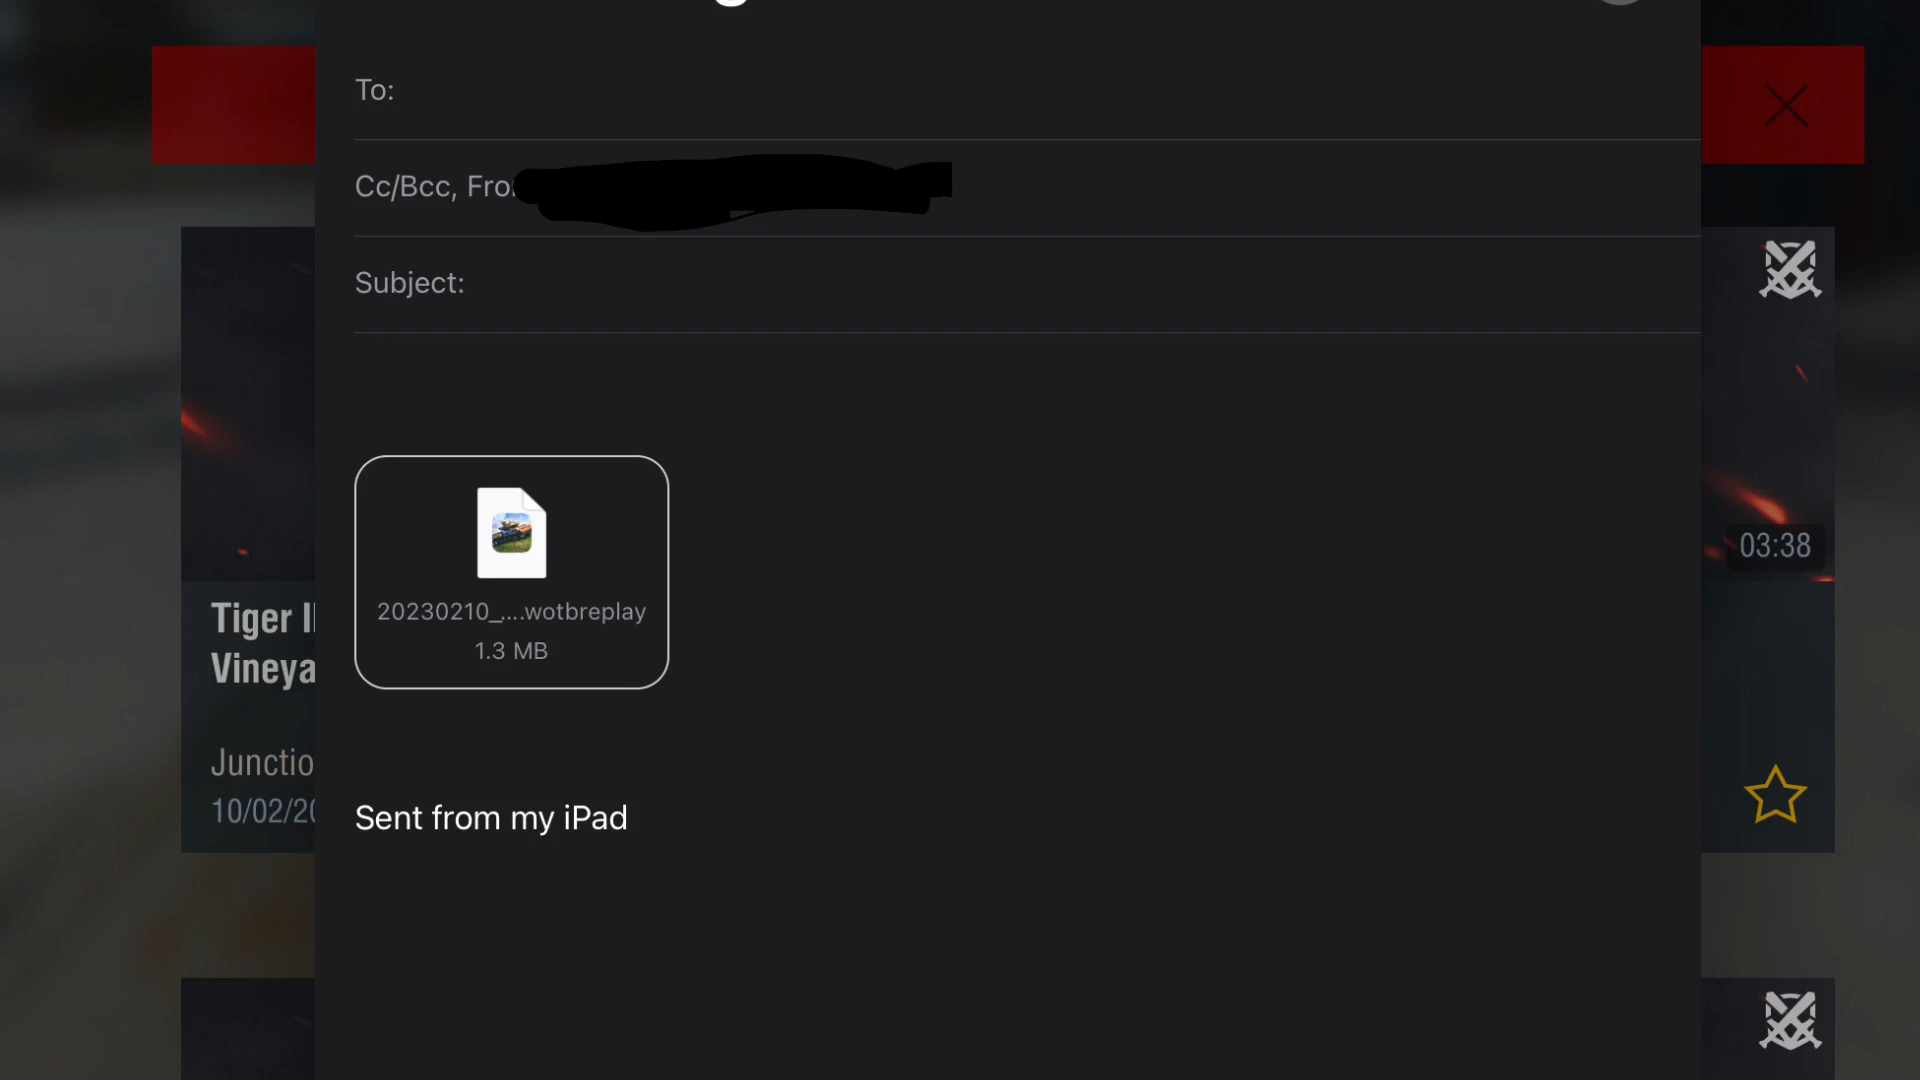 To:
Cc/Bcc, Fro
Subject:
20230210_....wotbreplay
1.3 MB
Sent from my iPad
Tiger I
Vineya
Junctio
10/02/20
03:38